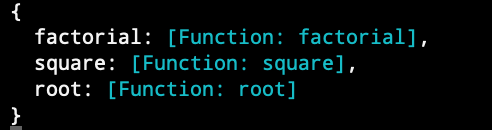 {
  factorial: [Function: factorial],
  square: [Function: square],
  root: [Function: root]
}